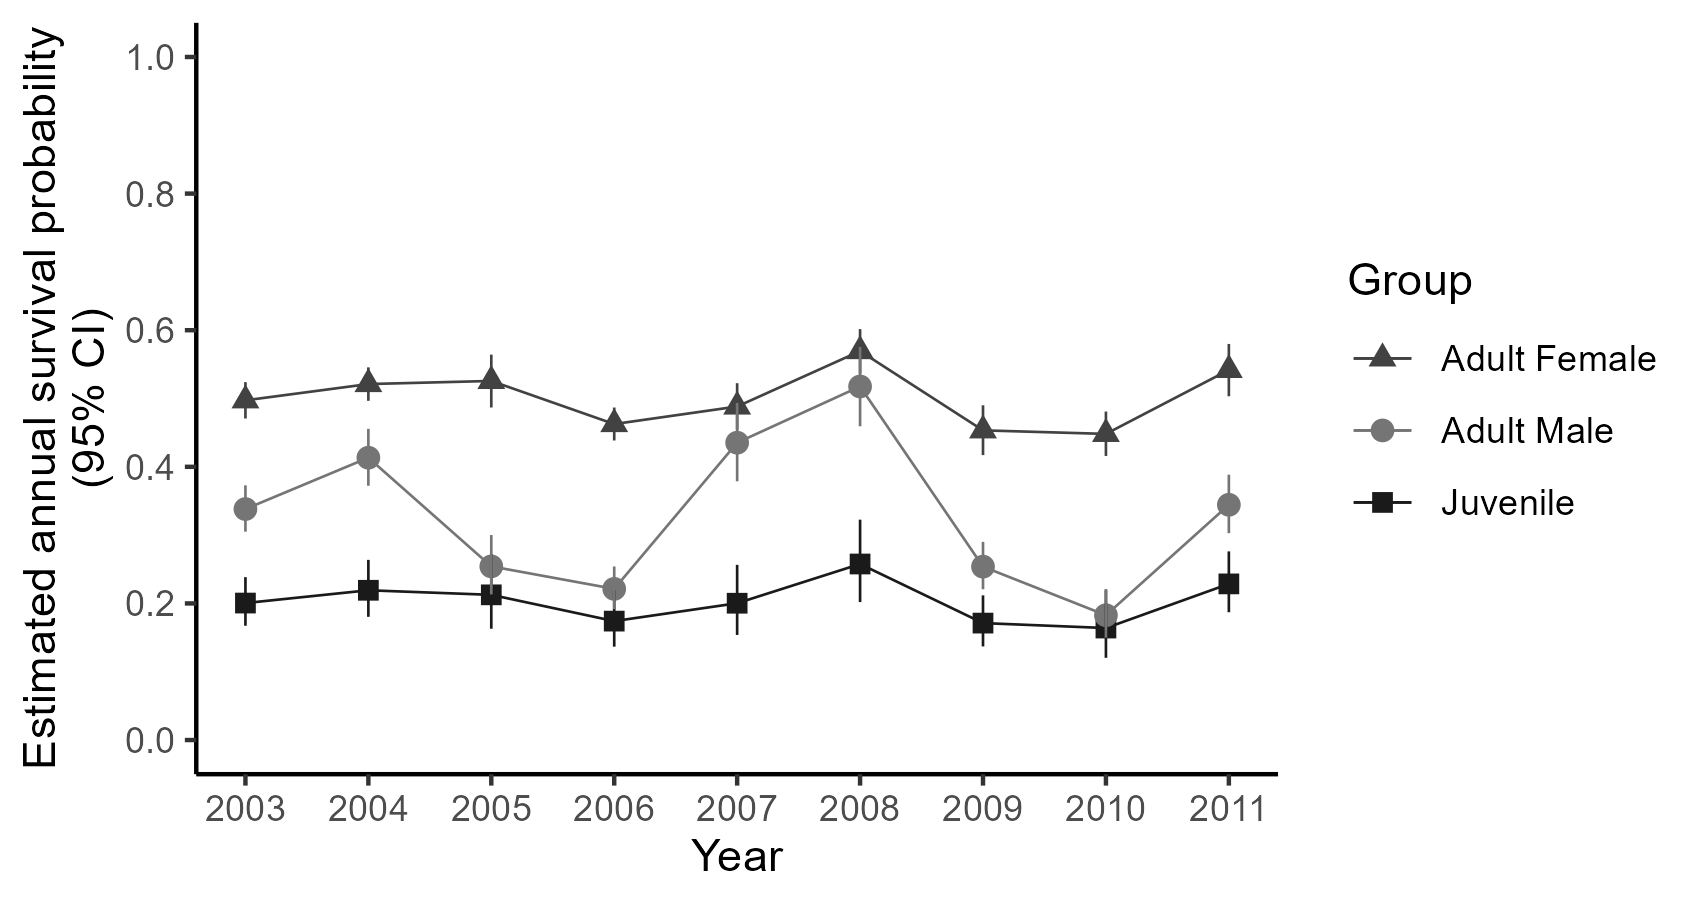 Estimated annual survival probability
(95% CI)
1.0
0.8
0.6
0.4
0.2
0.0
2003 2004 2005 2006 2007 2008 2009 2010 2011
Year
Group
Adult Female
Adult Male
Juvenile